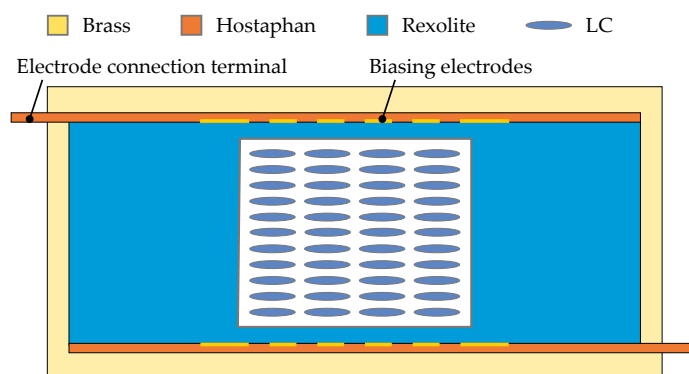 Brass Hostaphan Rexolite LC
Electrode connection terminal Biasing electrodes